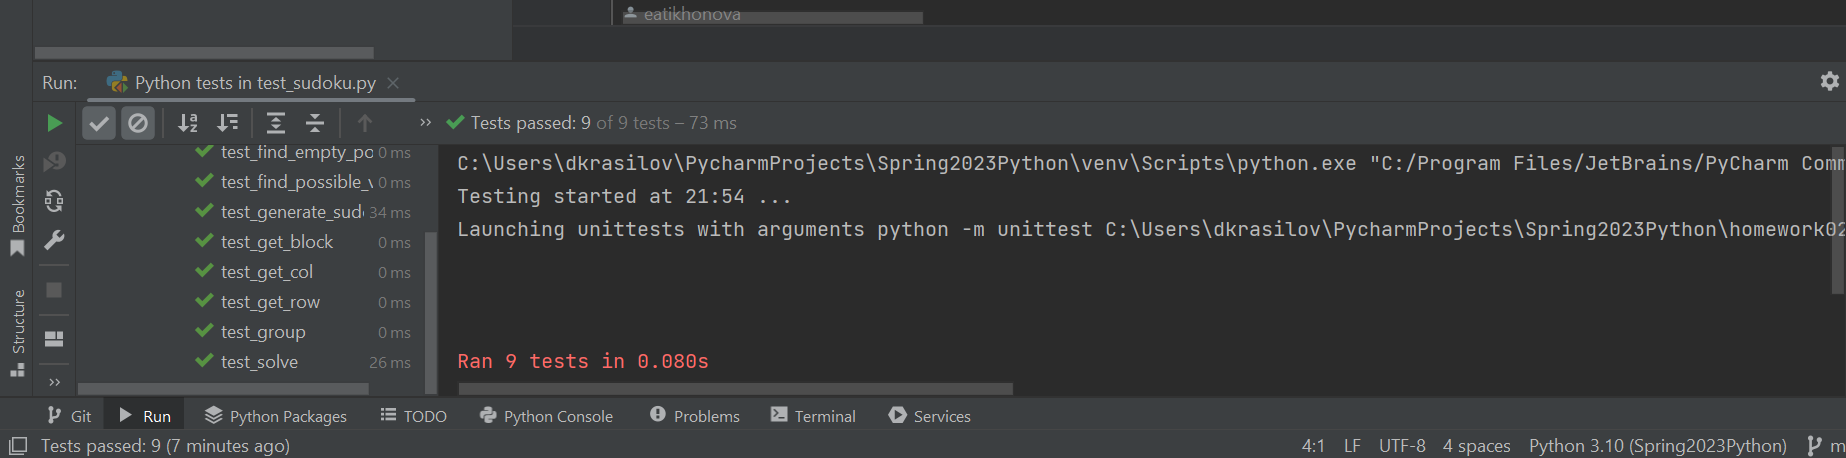 eatikhonova
Run: Python tests in test_sudoku.py
Tests passed: 9 of 9 tests – 73 ms
test_find_empty_po 0 ms
test_find_possible_v 0 ms
test_generate_sud 34 ms
test_get_block 0 ms
test_get_col 0 ms
test_get_row 0 ms
test_group 0 ms
test_solve 26 ms
C:\Users\dkrasilov\PycharmProjects\Spring2023Python\venv\Scripts\python.exe "C:/Program Files/JetBrains/PyCharm Com
Testing started at 21:54 ...
Launching unittests with arguments python -m unittest C:\Users\dkrasilov\PycharmProjects\Spring2023Python\homework02
Ran 9 tests in 0.080s
Bookmarks
Structure
Git Run Python Packages TODO Python Console Problems Terminal Services
Tests passed: 9 (7 minutes ago) 4:1 LF UTF-8 4 spaces Python 3.10 (Spring2023Python) m